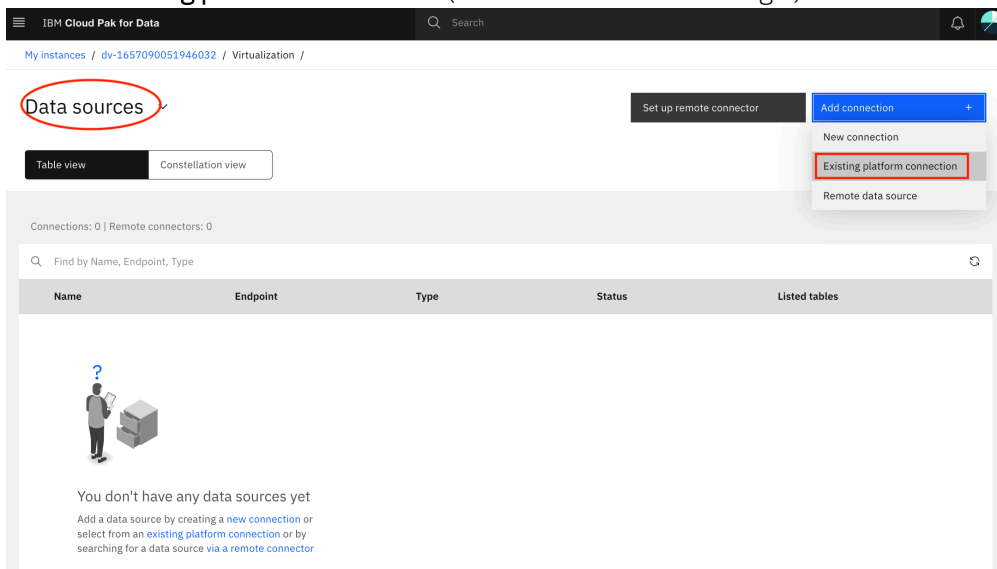 IBM Cloud Pak for Data
Search
My instances / dv-1657090051946032 / Virtualization /
Data sources
Set up remote connector
Add connection +
New connection
Table view
Constellation view
Existing platform connection
Remote data source
Connections: 0 | Remote connectors: 0
Find by Name, Endpoint, Type
Name Endpoint Type Status Listed tables
?
You don't have any data sources yet
Add a data source by creating a new connection or
select from an existing platform connection or by
searching for a data source via a remote connector